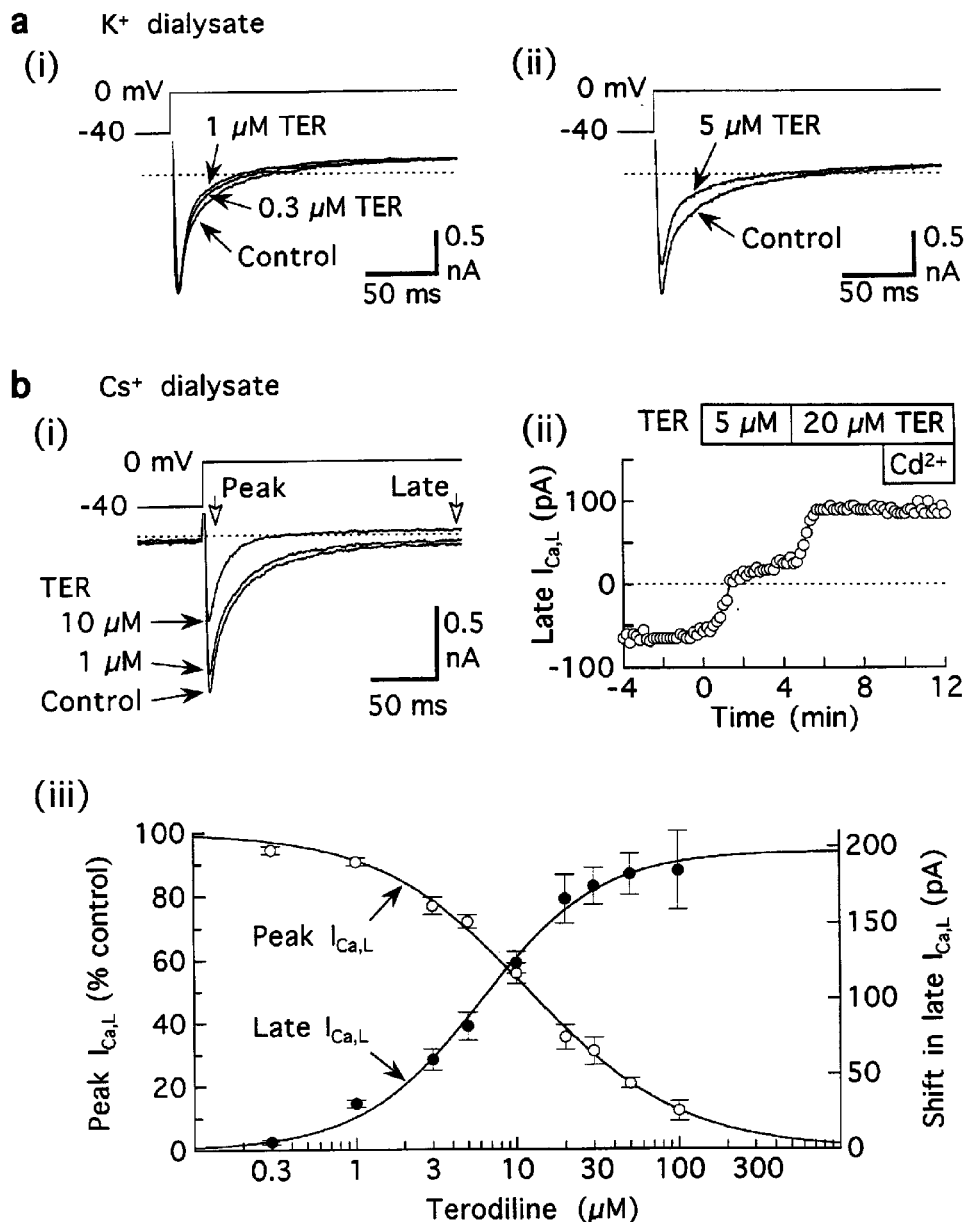 a K⁺ dialysate
(i)
0 mV
-40
1 μM TER
0.3 μM TER
Control
0.5
nA
50 ms
(ii)
0 mV
-40
5 μM TER
Control
0.5
nA
50 ms
b Cs⁺ dialysate
(i)
0 mV
-40
Peak
Late
TER
10 μM
1 μM
Control
0.5
nA
50 ms
(ii)
TER 5 μM 20 μM TER
Cd²⁺
Late I_Ca,L (pA)
100
0
-100
-4 0 4 8 12
Time (min)
(iii)
Peak I_Ca,L (% control)
100
80
60
40
20
0
Peak I_Ca,L
Late I_Ca,L
200
150
100
50
0
Shift in late I_Ca,L (pA)
0.3 1 3 10 30 100 300
Terodiline (μM)